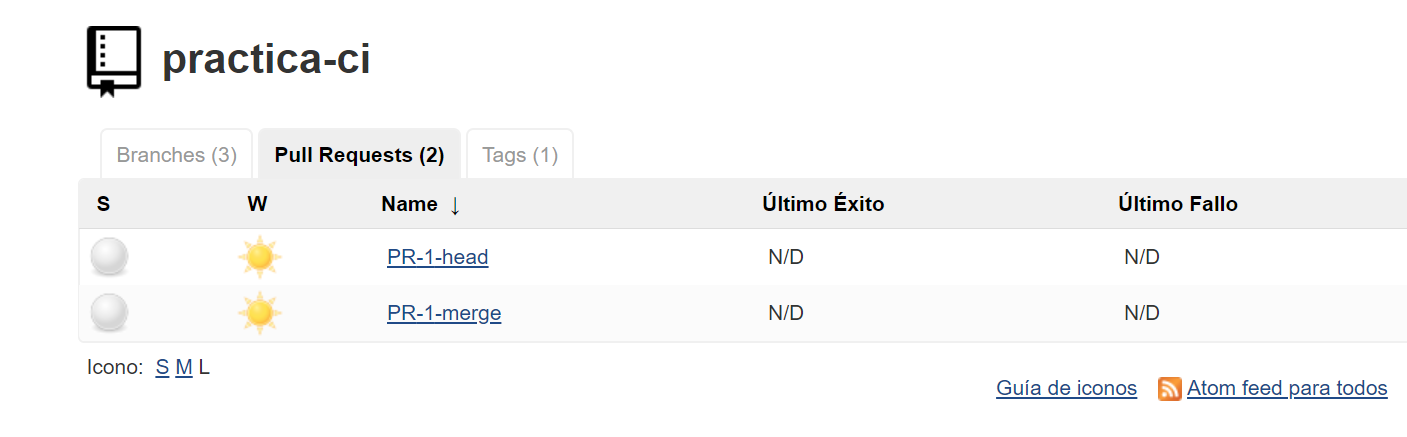 practica-ci
Branches (3) Pull Requests (2) Tags (1)
S W Name ↓ Último Éxito Último Fallo
PR-1-head N/D N/D
PR-1-merge N/D N/D
Icono: S M L
Guía de iconos Atom feed para todos